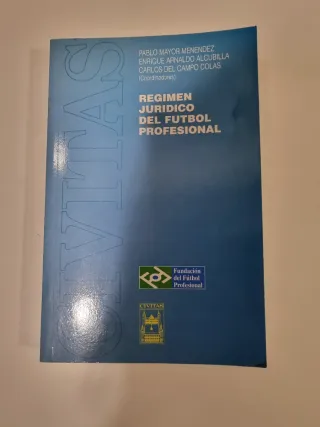 PABLO MAYOR MENENDEZ
ENRIQUE ARNALDO ALCUBILLA
CARLOS DEL CAMPO COLAS
(Coordinadores)
REGIMEN
JURIDICO
DEL FUTBOL
PROFESIONAL
CIVITAS
Fundación
del Fútbol
Profesional
CIVITAS